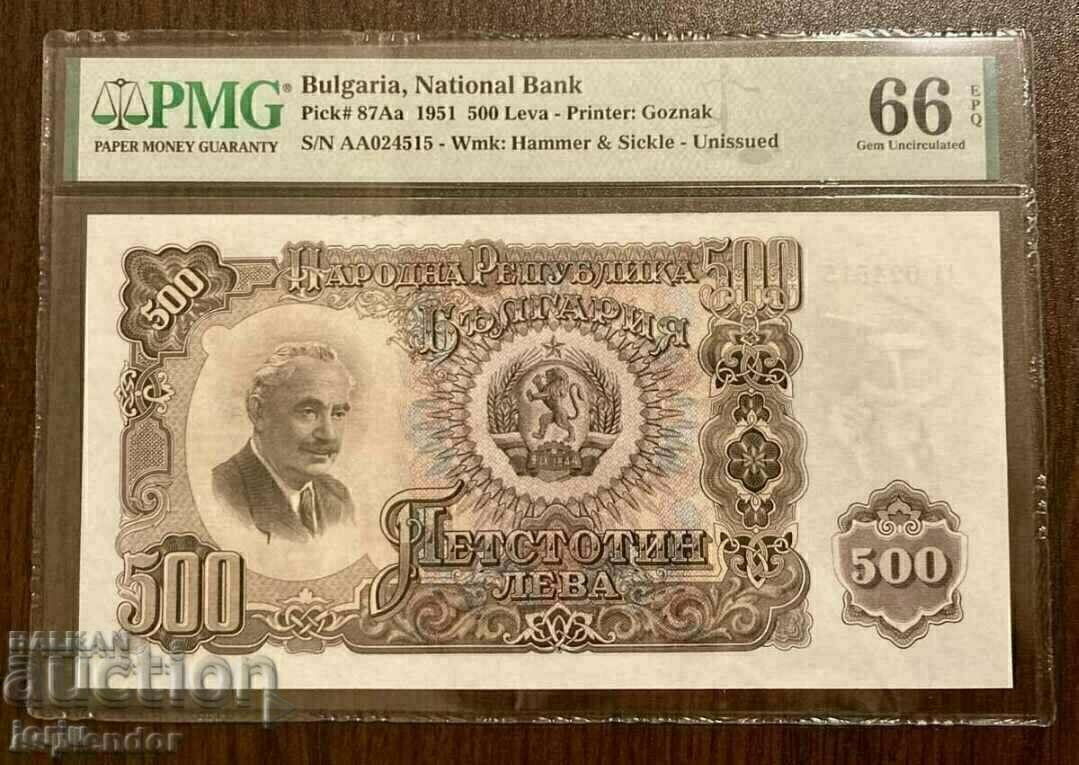 PMG®
PAPER MONEY GUARANTY
Bulgaria, National Bank
Pick# 87Aa 1951 500 Leva - Printer: Goznak
S/N AA024515 - Wmk: Hammer & Sickle - Unissued
66 EPQ
Gem Uncirculated
500
НАРОДНА РЕПУБЛИКА
БЪЛГАРИЯ
500
ПЕТСТОТИН
ЛЕВА
500
500
BALKAN
auction